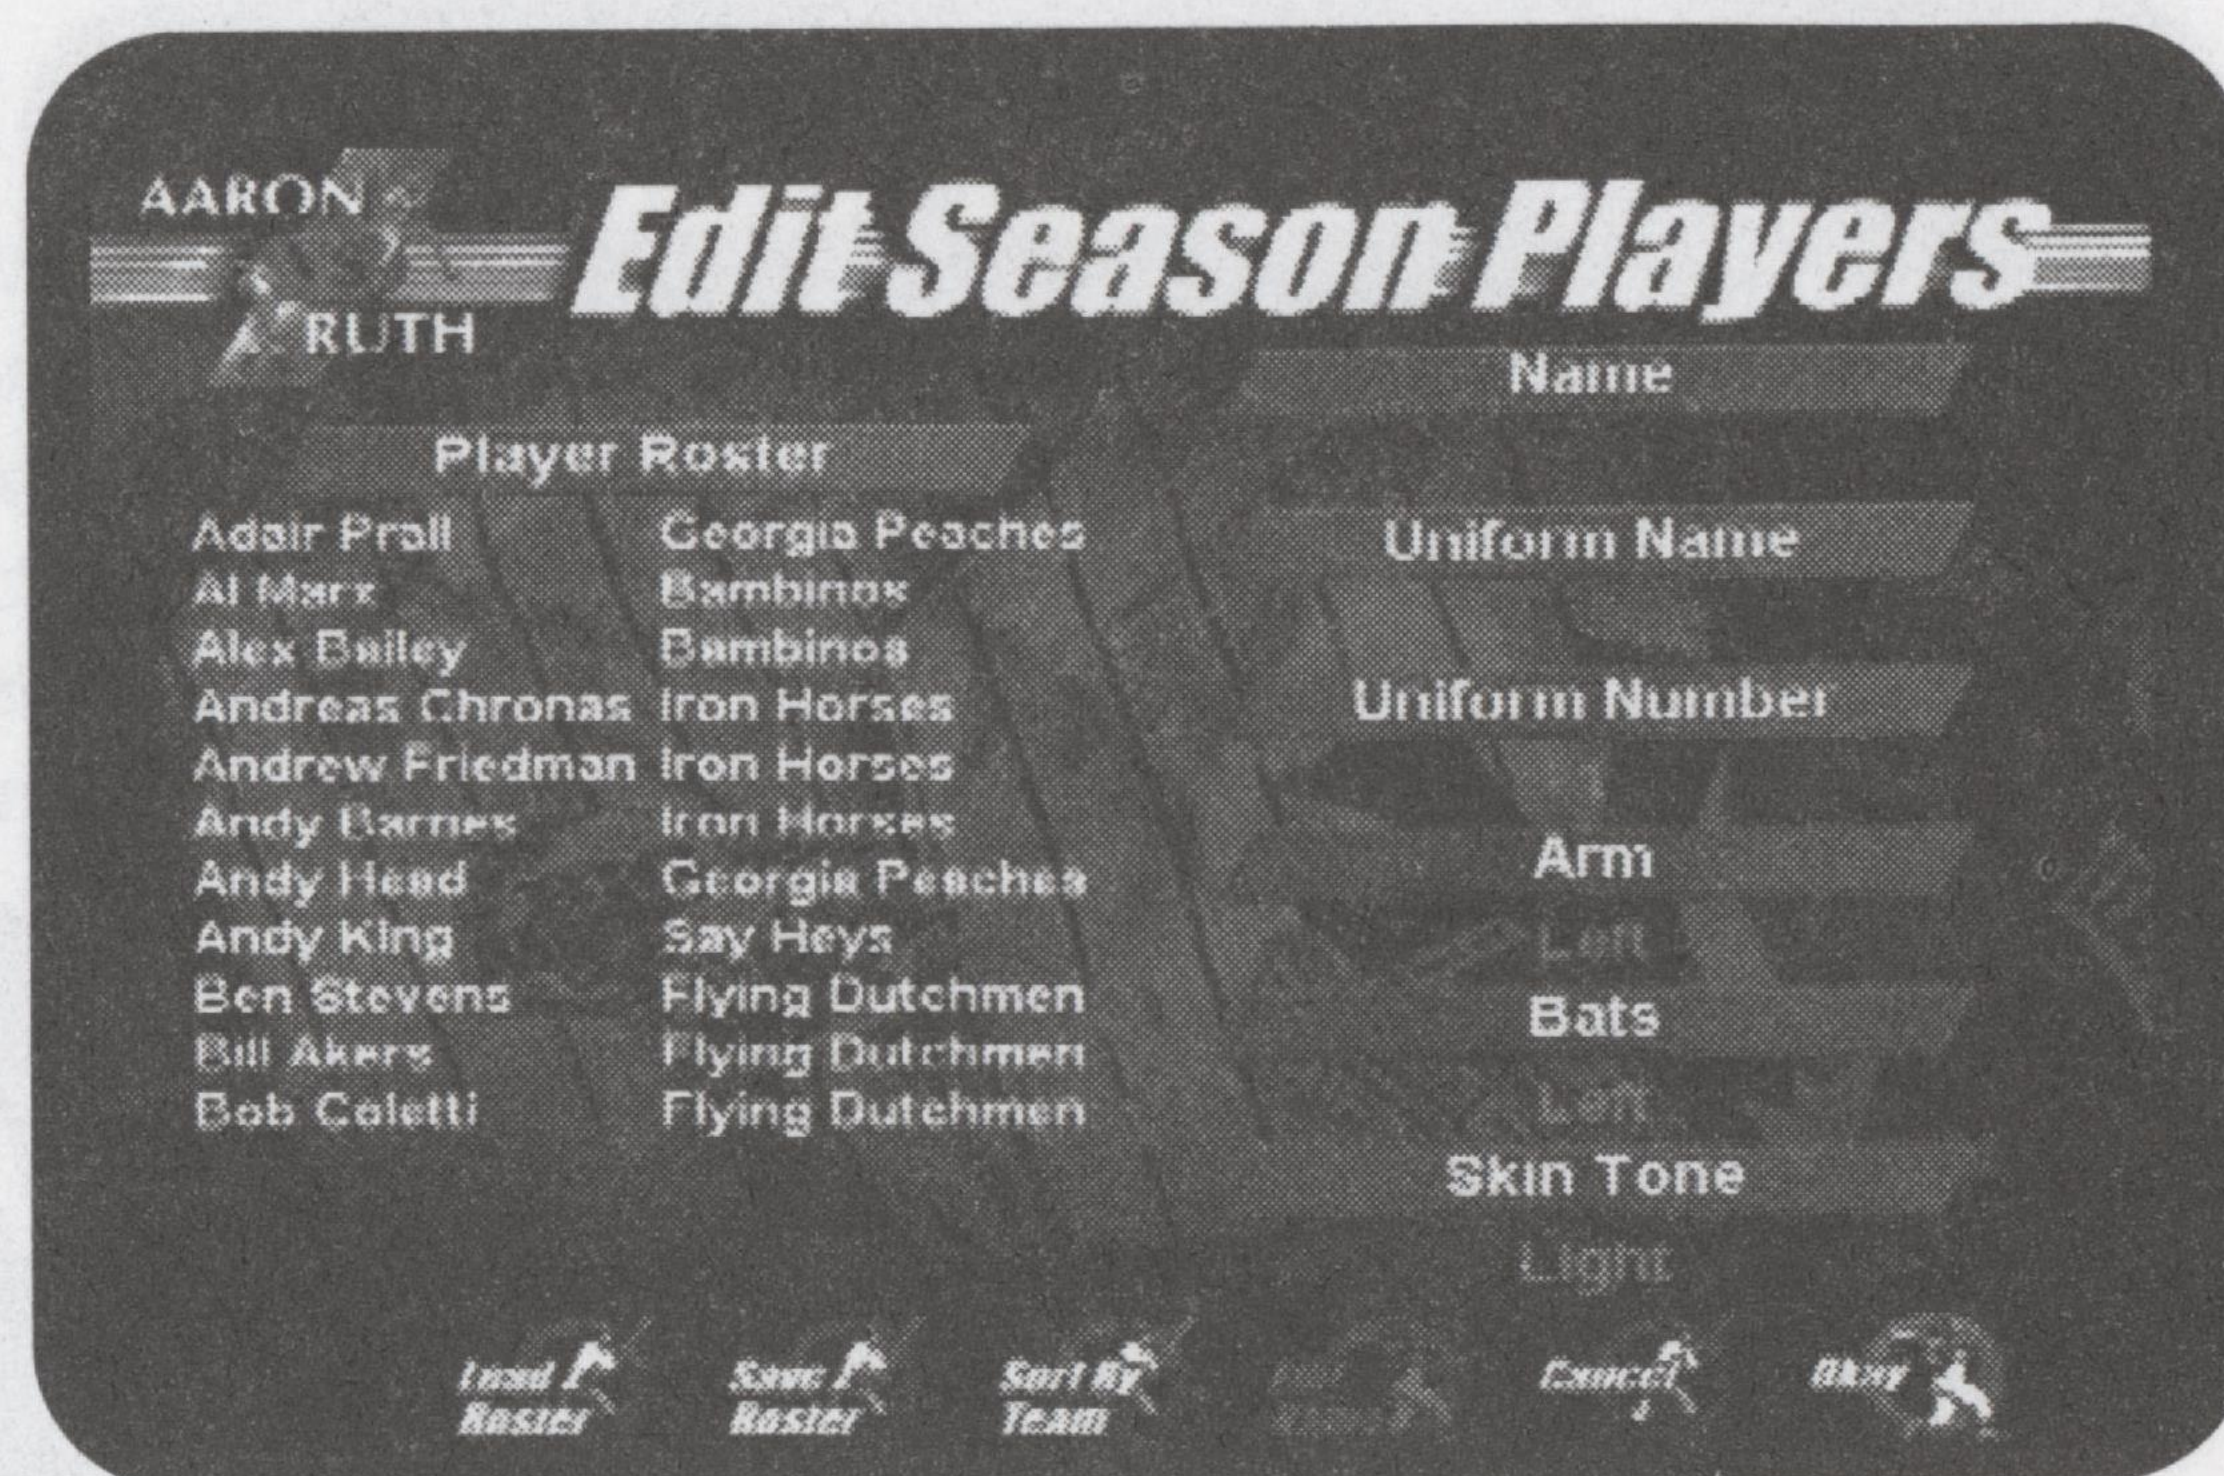 AARON
RUTH
Edit Season Players
Player Roster
Adair Prall Georgia Peaches
Al Marx Bambinos
Alex Bailey Bambinos
Andreas Chronas Iron Horses
Andrew Friedman Iron Horses
Andy Barnes Iron Horses
Andy Head Georgia Peaches
Andy King Say Heys
Ben Stevens Flying Dutchmen
Bill Akers Flying Dutchmen
Bob Coletti Flying Dutchmen
Name
Uniform Name
Uniform Number
Arm
Left
Bats
Left
Skin Tone
Light
Load Roster
Save Roster
Sort By Team
Cancel
Okay